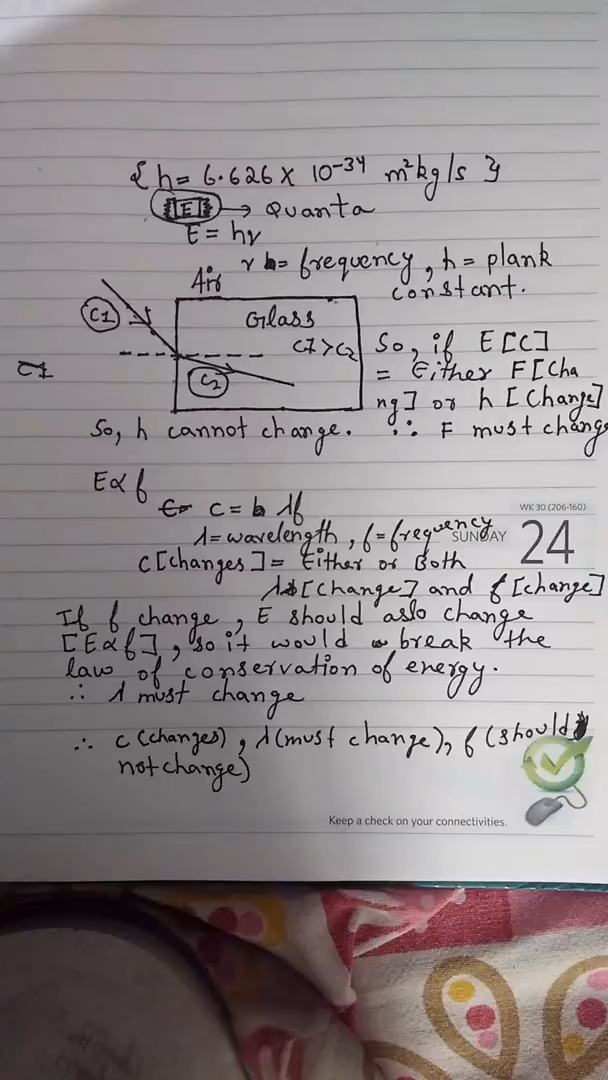 { h = 6.626 × 10⁻³⁴ m²kg/s }
[E] → Quanta
E = hν
ν = frequency, h = plank
constant.
Air
Glass
C1
C1 > C2
C2
So, if E [C]
= Either F [Cha
ng] or h [Change]
C1
So, h cannot change. ∴ F must change
E ∝ f
c = λf
λ = wavelength, f = frequency
WK 30 (206-160)
SUNDAY
24
c [changes] = Either or Both
λ [Change] and f [change]
If f change, E should aslo change
[E ∝ f], so it would break the
law of conservation of energy.
∴ λ must change
∴ c (changes), λ (must change), f (should
not change)
Keep a check on your connectivities.